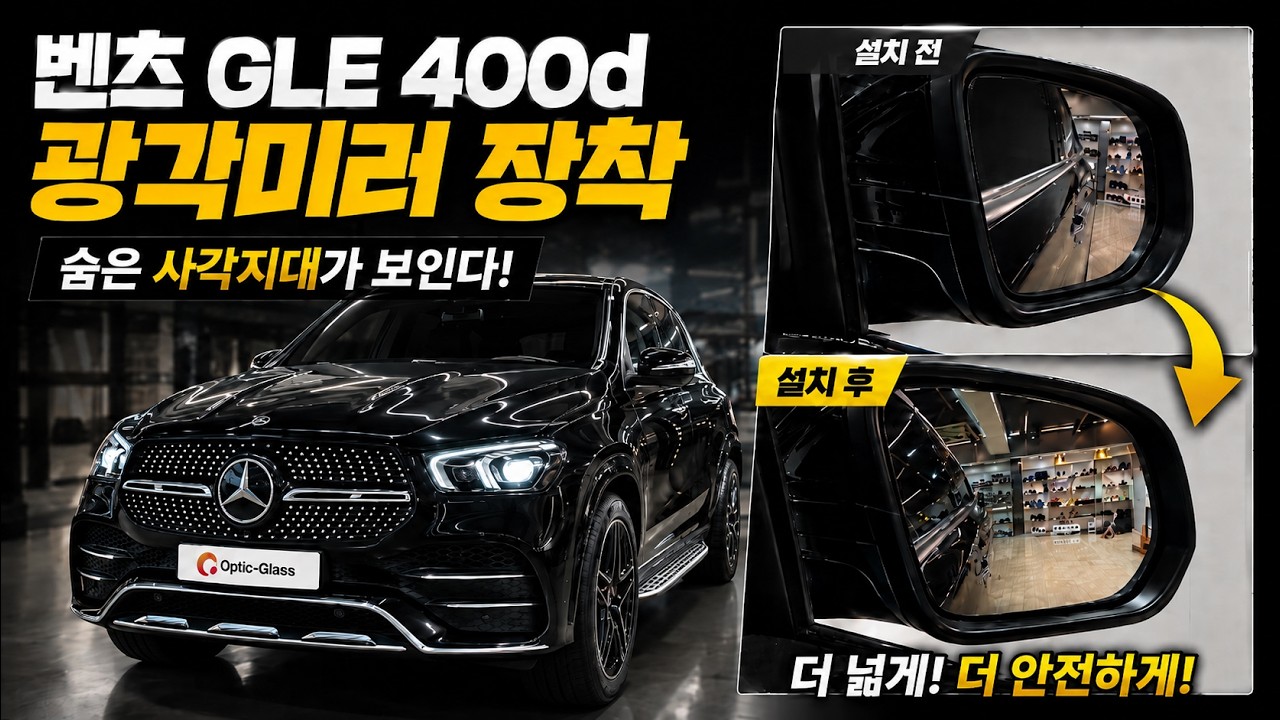 벤츠 GLE 400d
광각미러 장착
숨은 사각지대가 보인다!
Optic-Glass
설치 전
설치 후
더 넓게! 더 안전하게!